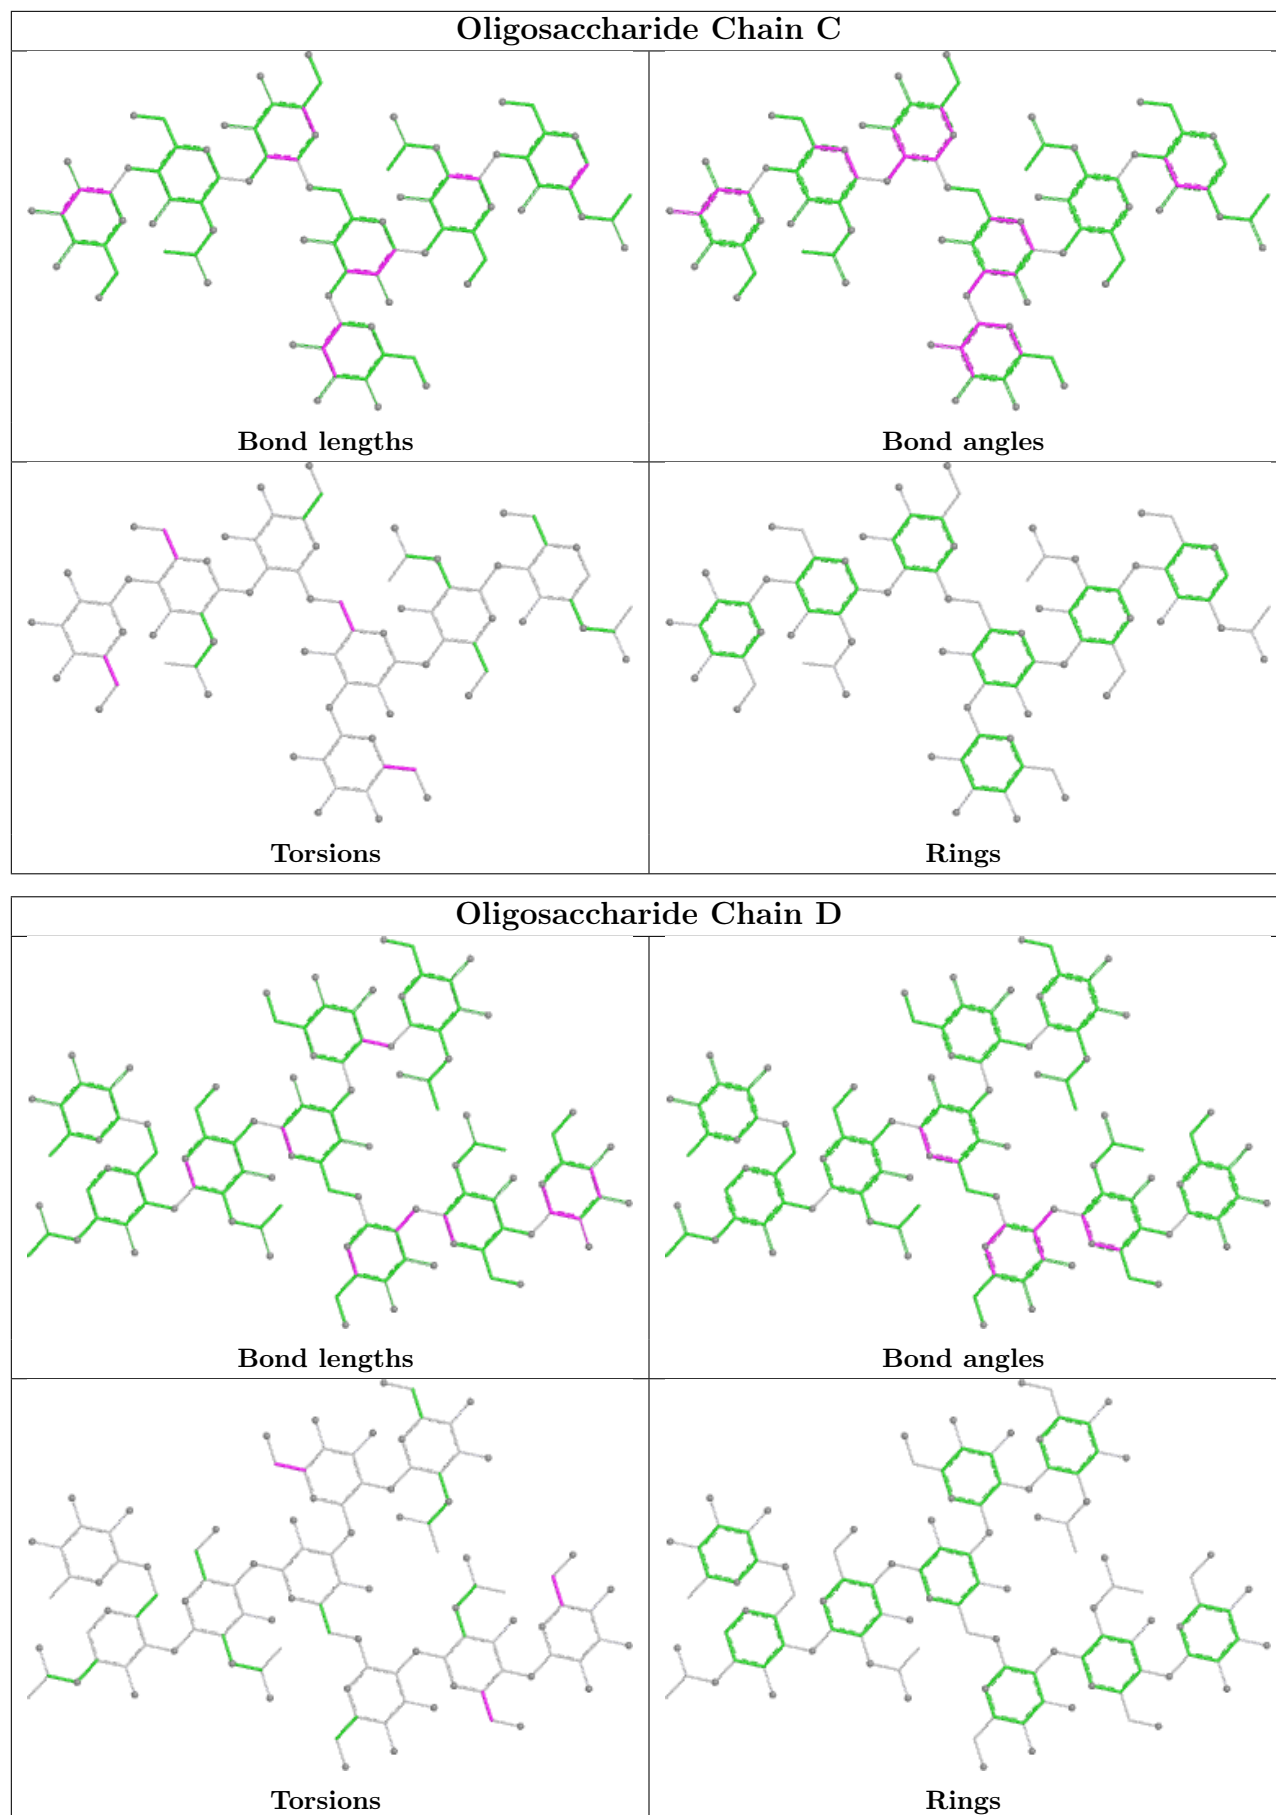 Oligosaccharide Chain C
Bond lengths
Bond angles
Torsions
Rings
Oligosaccharide Chain D
Bond lengths
Bond angles
Torsions
Rings